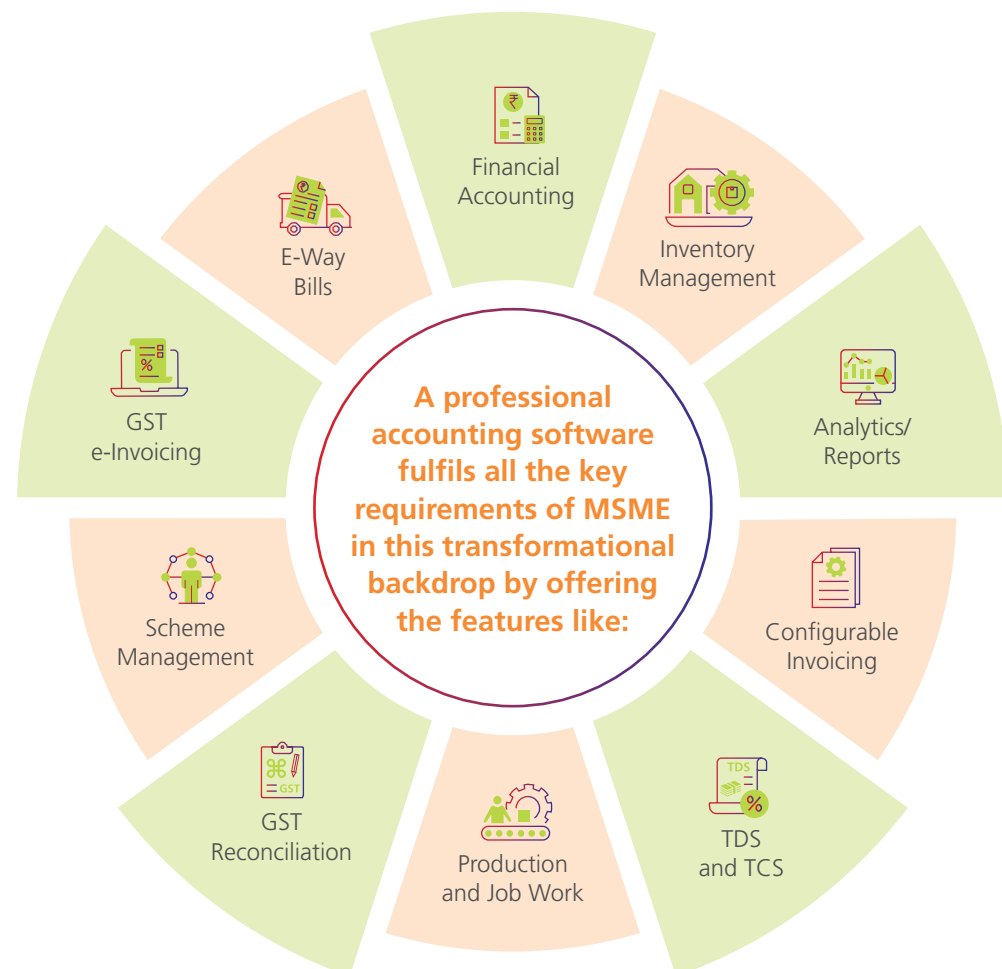 Financial
Accounting
Inventory
Management
Analytics/
Reports
Configurable
Invoicing
TDS
%
TDS
and TCS
Production
and Job Work
GST
GST
Reconciliation
Scheme
Management
%
GST
e-Invoicing
₹
E-Way
Bills
₹
A professional
accounting software
fulfils all the key
requirements of MSME
in this transformational
backdrop by offering
the features like: